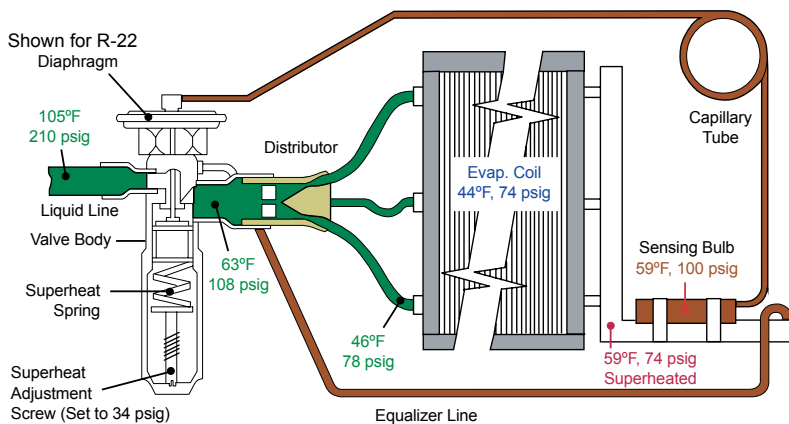 Shown for R-22
Diaphragm
105ºF
210 psig
Liquid Line
Valve Body
Superheat
Spring
Superheat
Adjustment
Screw (Set to 34 psig)
Distributor
63ºF
108 psig
46ºF
78 psig
Equalizer Line
Evap. Coil
44ºF, 74 psig
Capillary
Tube
Sensing Bulb
59ºF, 100 psig
59ºF, 74 psig
Superheated